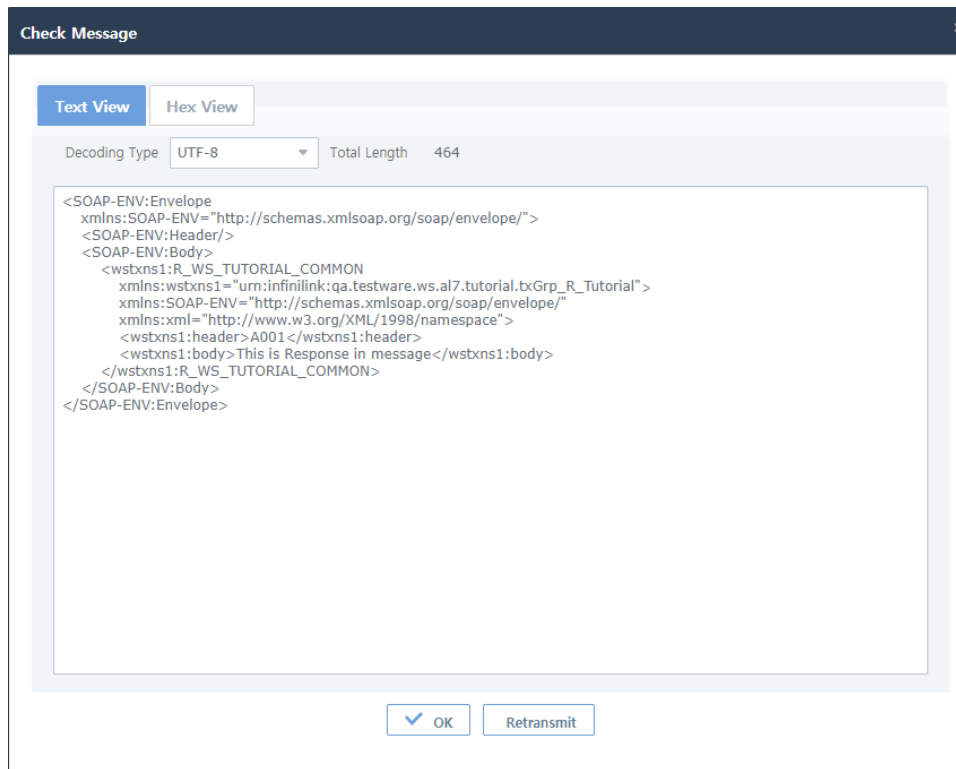 Check Message
Text View Hex View
Decoding Type UTF-8 Total Length 464
<SOAP-ENV:Envelope
xmlns:SOAP-ENV="http://schemas.xmlsoap.org/soap/envelope/">
<SOAP-ENV:Header/>
<SOAP-ENV:Body>
<wstxns1:R_WS_TUTORIAL_COMMON
xmlns:wstxns1="urn:infinilink:qa.testware.ws.al7.tutorial.txGrp_R_Tutorial">
xmlns:SOAP-ENV="http://schemas.xmlsoap.org/soap/envelope/"
xmlns:xml="http://www.w3.org/XML/1998/namespace">
<wstxns1:header>A001</wstxns1:header>
<wstxns1:body>This is Response in message</wstxns1:body>
</wstxns1:R_WS_TUTORIAL_COMMON>
</SOAP-ENV:Body>
</SOAP-ENV:Envelope>
OK Retransmit